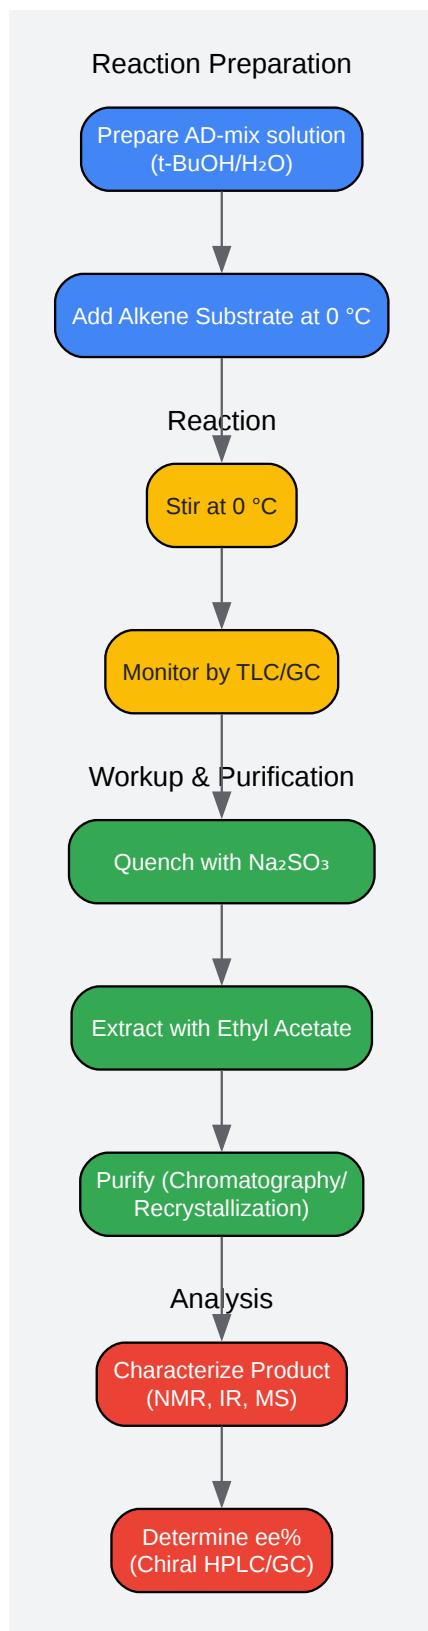 Reaction Preparation
Prepare AD-mix solution
(t-BuOH/H₂O)
Add Alkene Substrate at 0 °C
Reaction
Stir at 0 °C
Monitor by TLC/GC
Workup & Purification
Quench with Na₂SO₃
Extract with Ethyl Acetate
Purify (Chromatography/
Recrystallization)
Analysis
Characterize Product
(NMR, IR, MS)
Determine ee%
(Chiral HPLC/GC)